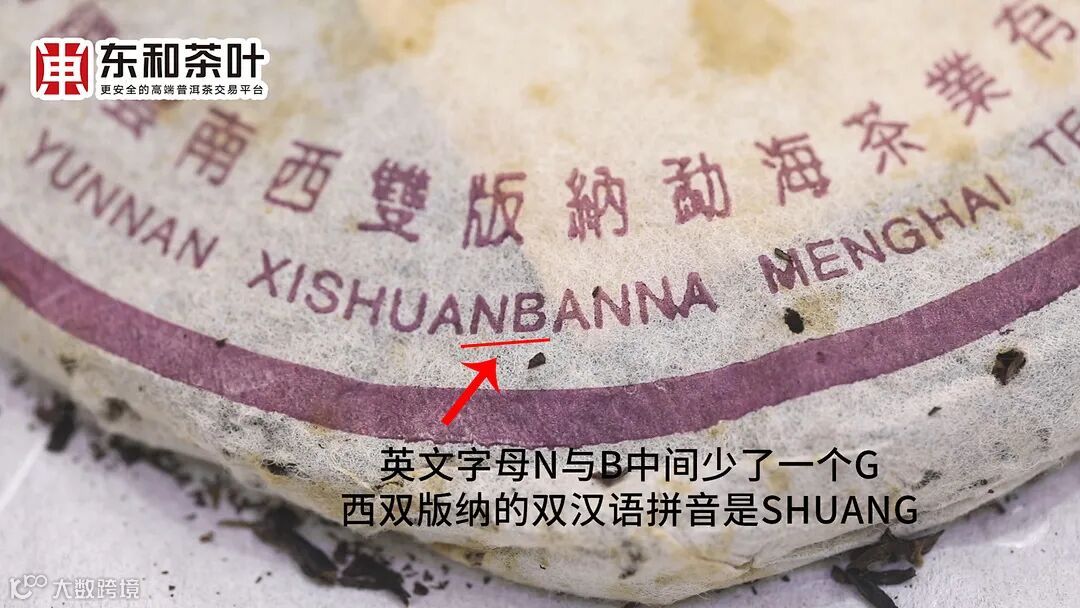 東
东和茶叶
更安全的高端普洱茶交易平台
雲南西雙版納勐海茶業有
YUNNAN XISHUANBANNA MENGHAI TE
英文字母N与B中间少了一个G
西双版纳的双汉语拼音是SHUANG
大数跨境